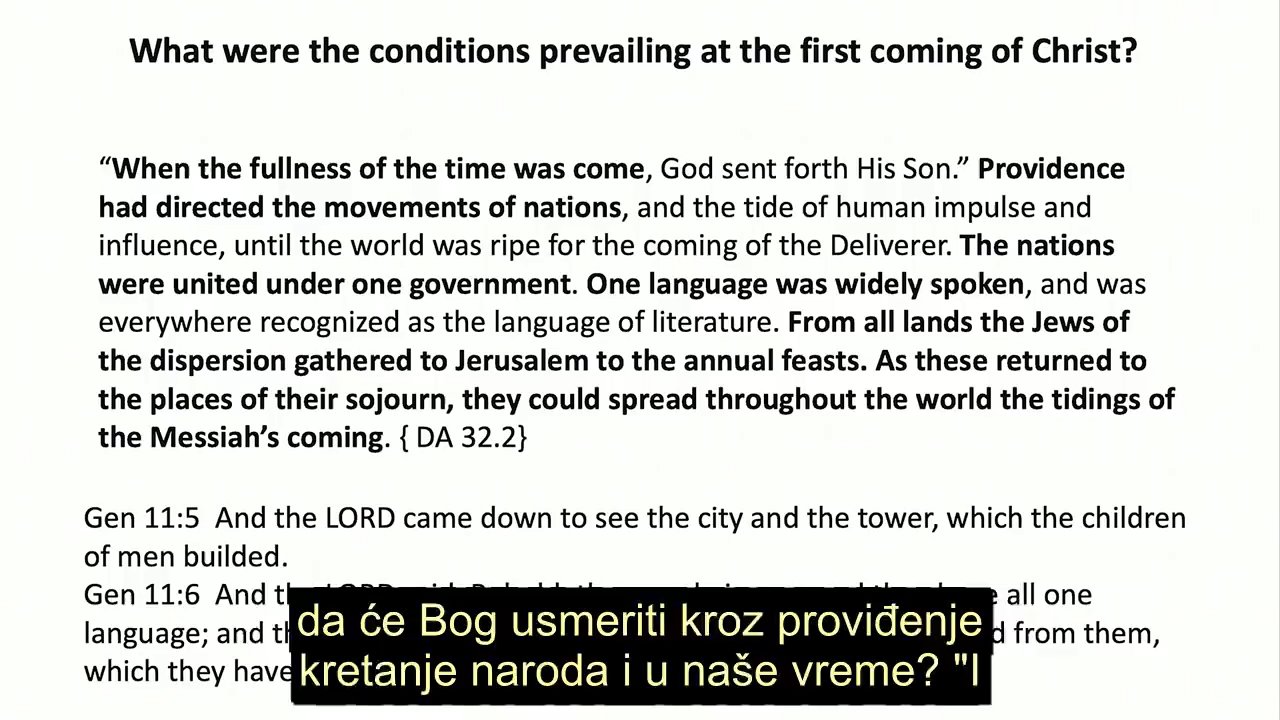 What were the conditions prevailing at the first coming of Christ?
“When the fullness of the time was come, God sent forth His Son.” Providence
had directed the movements of nations, and the tide of human impulse and
influence, until the world was ripe for the coming of the Deliverer. The nations
were united under one government. One language was widely spoken, and was
everywhere recognized as the language of literature. From all lands the Jews of
the dispersion gathered to Jerusalem to the annual feasts. As these returned to
the places of their sojourn, they could spread throughout the world the tidings of
the Messiah’s coming. { DA 32.2}
Gen 11:5 And the LORD came down to see the city and the tower, which the children
of men builded.
Gen 11:6 And all one
language; and from them,
which they have
da će Bog usmeriti kroz proviđenje
kretanje naroda i u naše vreme? "I